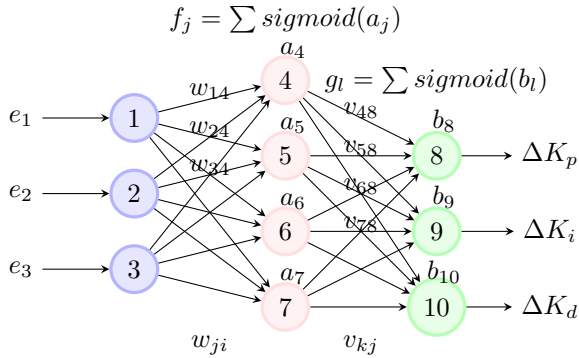 f_j = ∑ sigmoid(a_j)
a_4
g_l = ∑ sigmoid(b_l)
w_14
4
v_48
e_1
1
w_24
a_5
v_58
b_8
5
8
ΔK_p
w_34
v_68
e_2
2
a_6
b_9
v_78
6
9
ΔK_i
e_3
3
a_7
b_10
7
10
ΔK_d
w_ji
v_kj